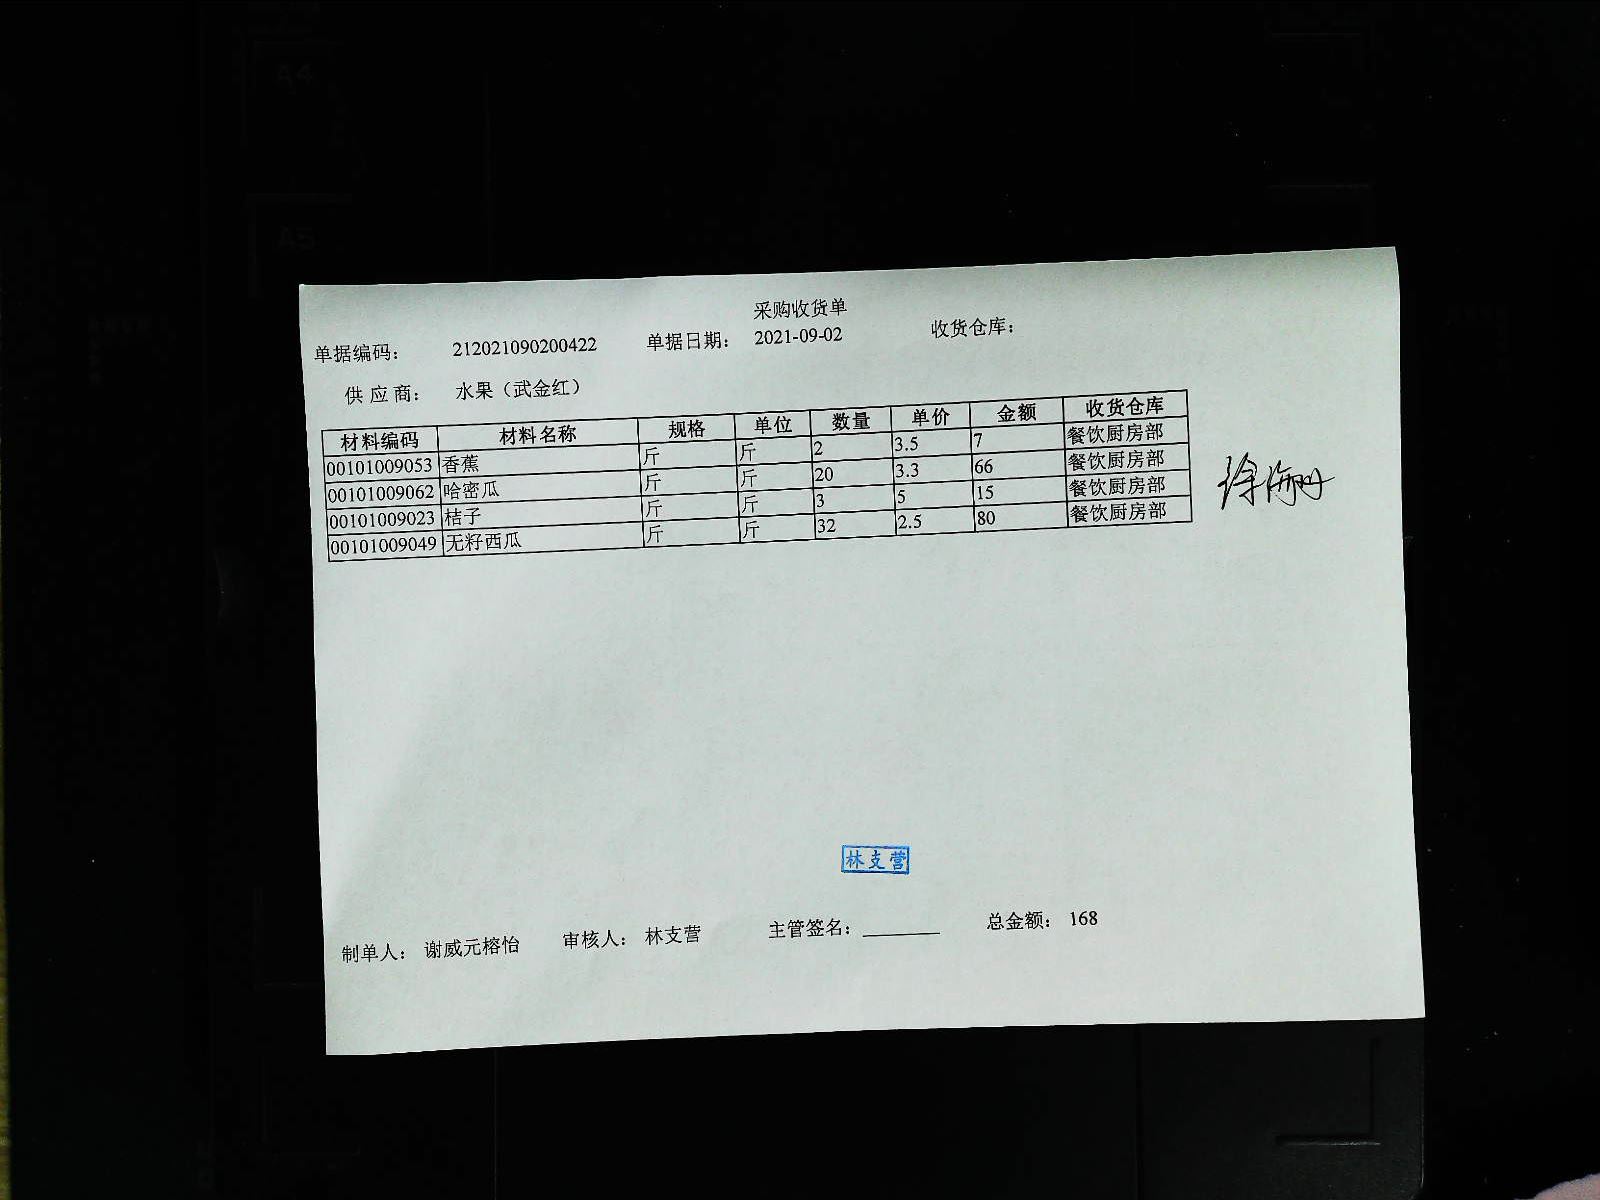 采购收货单
单据编码： 212021090200422 单据日期： 2021-09-02 收货仓库：
供 应 商： 水果（武金红）
材料编码 材料名称 规格 单位 数量 单价 金额 收货仓库
00101009053 香蕉 斤 斤 2 3.5 7 餐饮厨房部
00101009062 哈密瓜 斤 斤 20 3.3 66 餐饮厨房部
00101009023 桔子 斤 斤 3 5 15 餐饮厨房部
00101009049 无籽西瓜 斤 斤 32 2.5 80 餐饮厨房部
林支营
制单人： 谢威元榕怡 审核人： 林支营 主管签名： 总金额： 168
A4
A5